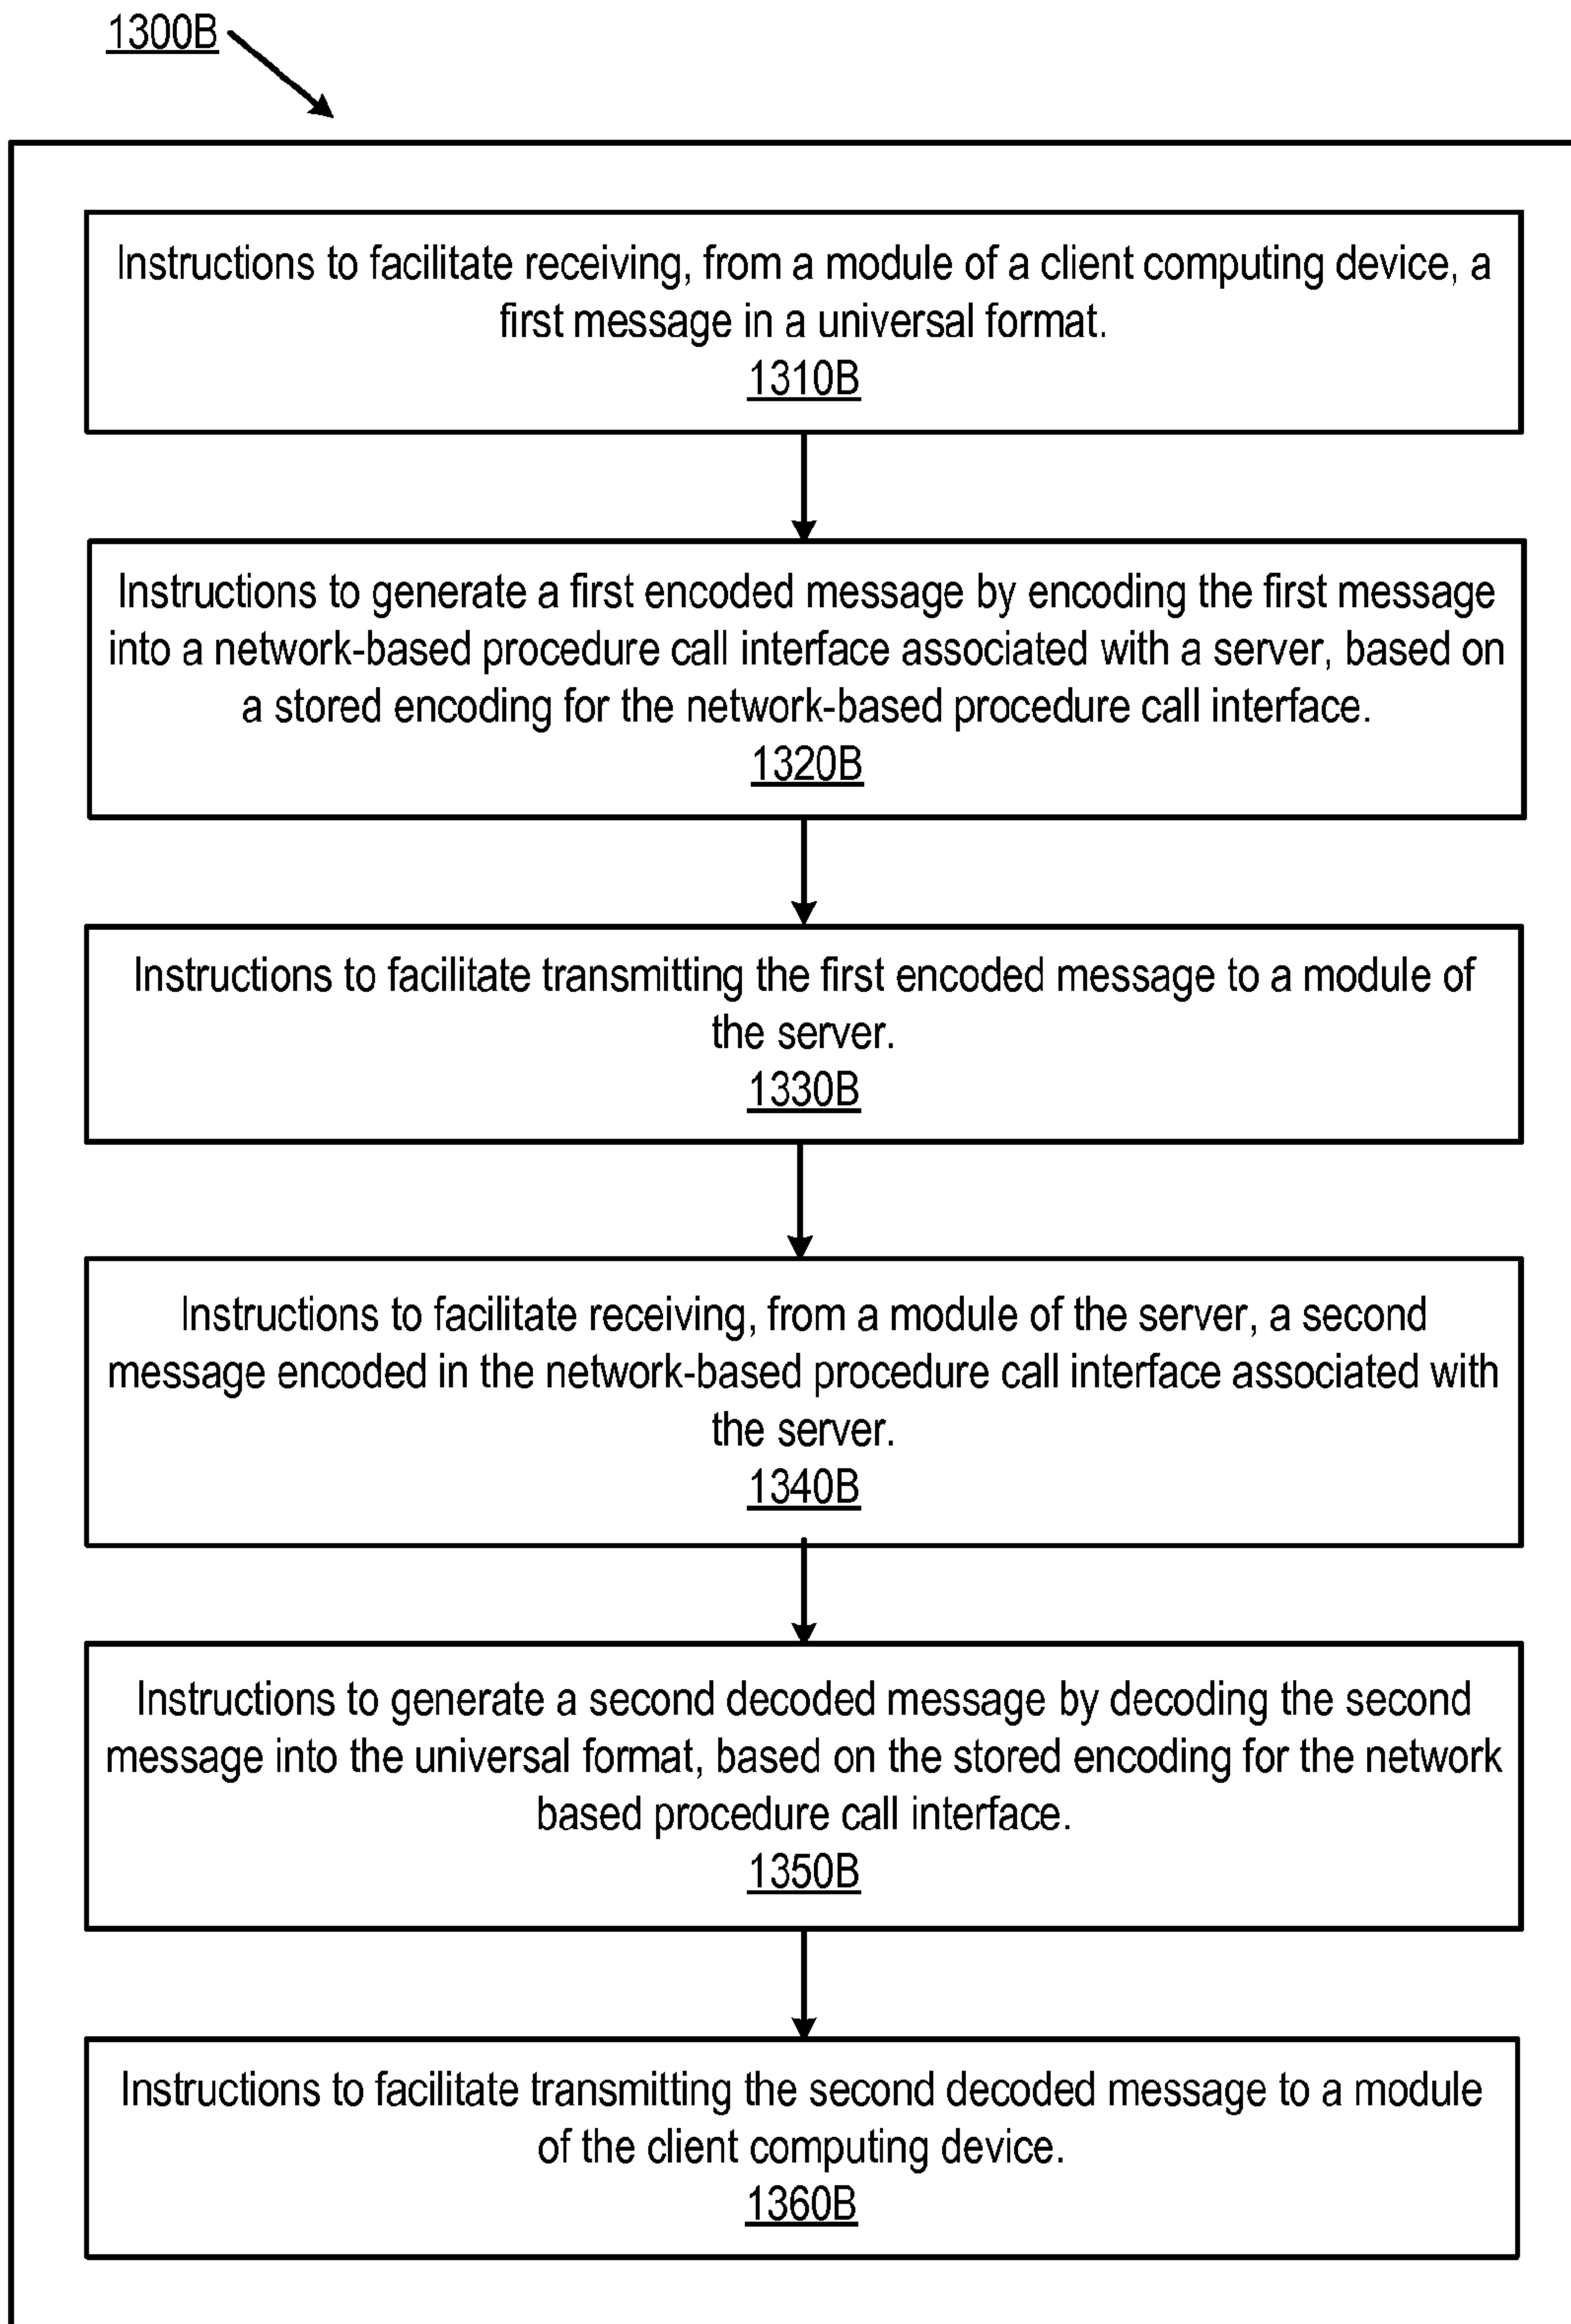 1300B
Instructions to facilitate receiving, from a module of a client computing device, a
first message in a universal format.
1310B
Instructions to generate a first encoded message by encoding the first message
into a network-based procedure call interface associated with a server, based on
a stored encoding for the network-based procedure call interface.
1320B
Instructions to facilitate transmitting the first encoded message to a module of
the server.
1330B
Instructions to facilitate receiving, from a module of the server, a second
message encoded in the network-based procedure call interface associated with
the server.
1340B
Instructions to generate a second decoded message by decoding the second
message into the universal format, based on the stored encoding for the network
based procedure call interface.
1350B
Instructions to facilitate transmitting the second decoded message to a module
of the client computing device.
1360B